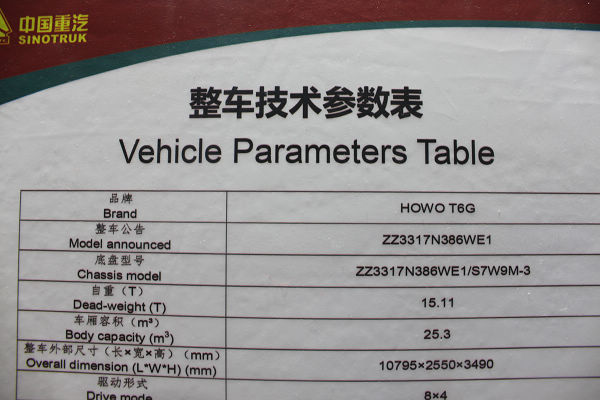 中国重汽
SINOTRUK
整车技术参数表
Vehicle Parameters Table
品牌
Brand
HOWO T6G
整车公告
Model announced
ZZ3317N386WE1
底盘型号
Chassis model
ZZ3317N386WE1/S7W9M-3
自重（T）
Dead-weight (T)
15.11
车厢容积（m³）
Body capacity (m³)
25.3
整车外部尺寸（长×宽×高）（mm）
Overall dimension (L*W*H) (mm)
10795×2550×3490
驱动形式
Drive mode
8×4